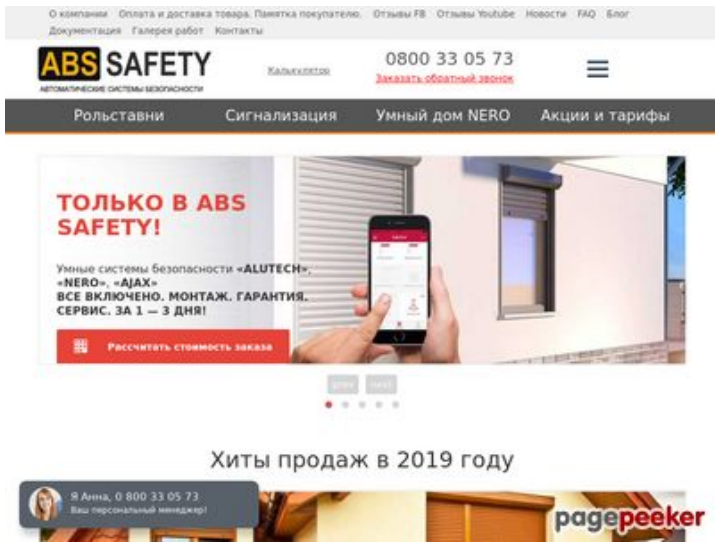 О компании Оплата и доставка товара. Памятка покупателю. Отзывы FB Отзывы Youtube Новости FAQ Блог
Документация Галерея работ Контакты
ABS SAFETY
АВТОМАТИЧЕСКИЕ СИСТЕМЫ БЕЗОПАСНОСТИ
Калькулятор
0800 33 05 73
Заказать обратный звонок
Рольставни Сигнализация Умный дом NERO Акции и тарифы
ТОЛЬКО В ABS
SAFETY!
Умные системы безопасности «ALUTECH»,
«NERO», «AJAX»
ВСЕ ВКЛЮЧЕНО. МОНТАЖ. ГАРАНТИЯ.
СЕРВИС. ЗА 1 — 3 ДНЯ!
Рассчитать стоимость заказа
prev next
Хиты продаж в 2019 году
Я Анна, 0 800 33 05 73
Ваш персональный менеджер!
pagepeeker